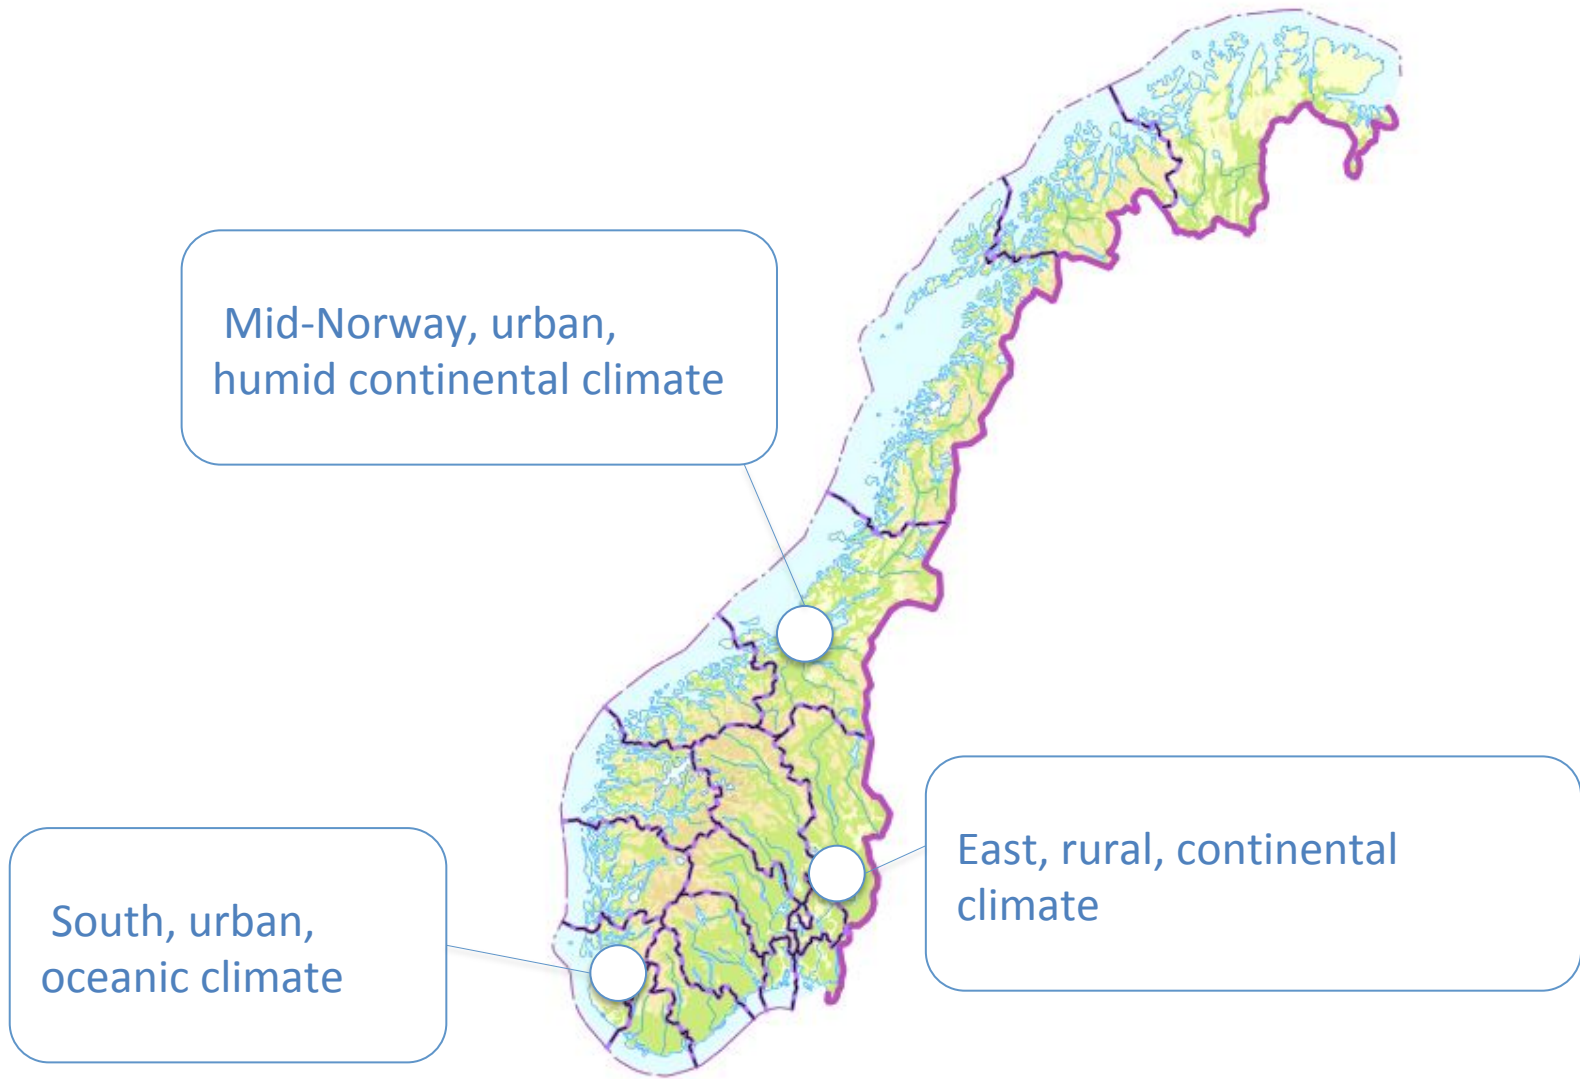 Mid-Norway, urban,
humid continental climate
East, rural, continental
climate
South, urban,
oceanic climate